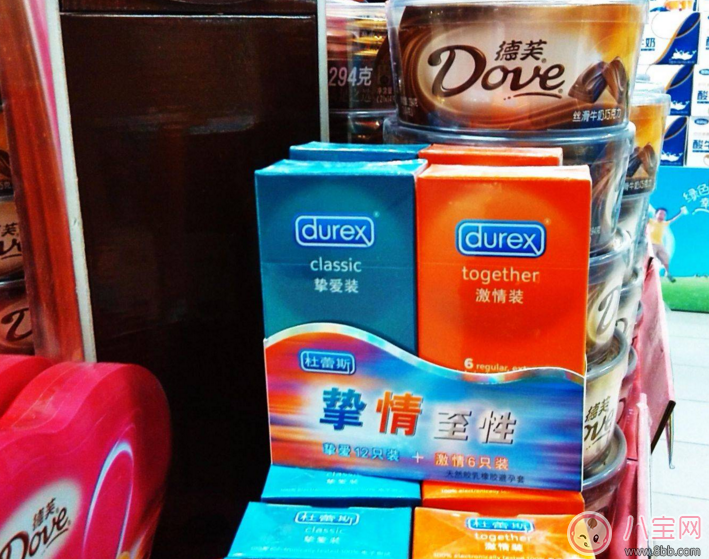 德芙
Dove
丝滑牛奶巧克力
294克
durex
classic
挚爱装
durex
together
激情装
6 regular,
杜蕾斯
挚情至性
挚爱12只装 + 激情6只装
天然胶乳橡胶避孕套
杜蕾斯
classic
挚爱装
together
激情装
德芙
Dove
德芙
Dove
八宝网
www.8bb.com